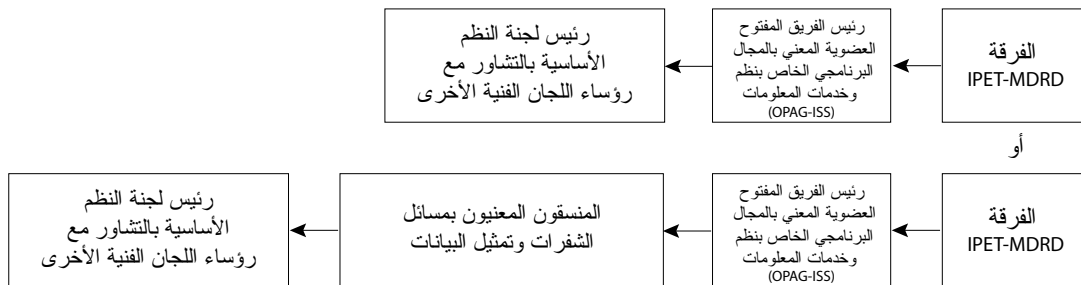 الفرقة
IPET-MDRD
رئيس الفريق المفتوح
العضوية المعني بالمجال
البرنامجي الخاص بنظم
وخدمات المعلومات
(OPAG-ISS)
رئيس لجنة النظم
الأساسية بالتشاور مع
رؤساء اللجان الفنية الأخرى
أو
الفرقة
IPET-MDRD
رئيس الفريق المفتوح
العضوية المعني بالمجال
البرنامجي الخاص بنظم
وخدمات المعلومات
(OPAG-ISS)
المنسقون المعنيون بمسائل
الشفرات وتمثيل البيانات
رئيس لجنة النظم
الأساسية بالتشاور مع
رؤساء اللجان الفنية الأخرى